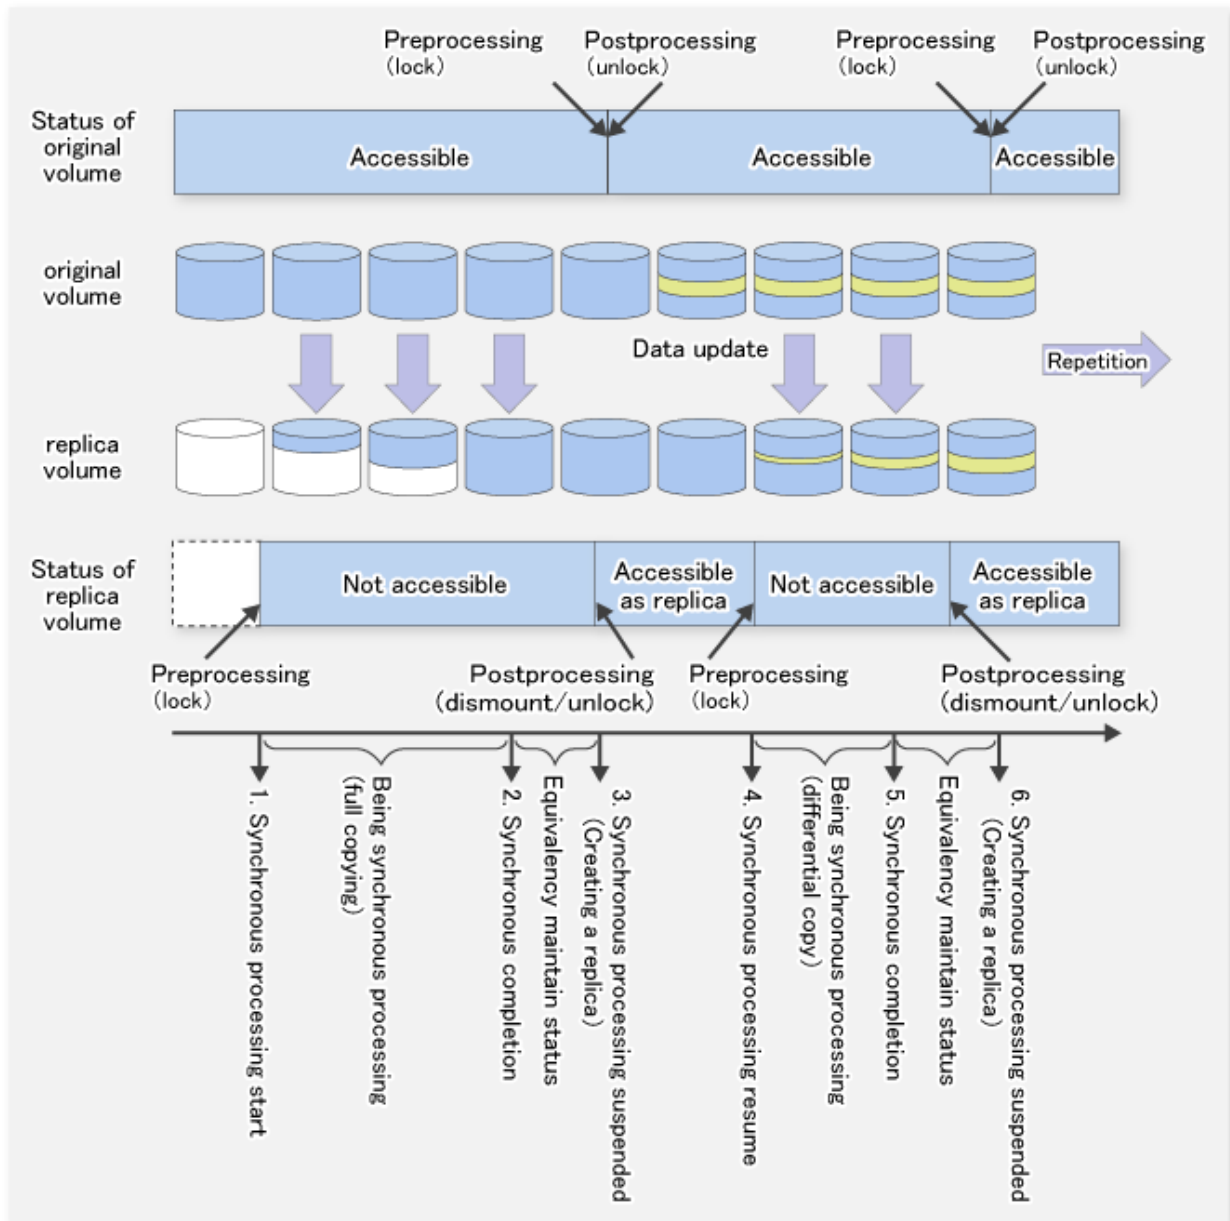 Preprocessing
(lock)
Postprocessing
(unlock)
Preprocessing
(lock)
Postprocessing
(unlock)
Status of
original
volume
Accessible
Accessible
Accessible
original
volume
Data update
Repetition
replica
volume
Status of
replica
volume
Not accessible
Accessible
as replica
Not accessible
Accessible
as replica
Preprocessing
(lock)
Postprocessing
(dismount/unlock)
Preprocessing
(lock)
Postprocessing
(dismount/unlock)
1. Synchronous processing start
Being synchronous processing
(full copying)
2. Synchronous completion
Equivalency maintain status
3. Synchronous processing suspended
(Creating a replica)
4. Synchronous processing resume
Being synchronous processing
(differential copy)
5. Synchronous completion
Equivalency maintain status
6. Synchronous processing suspended
(Creating a replica)